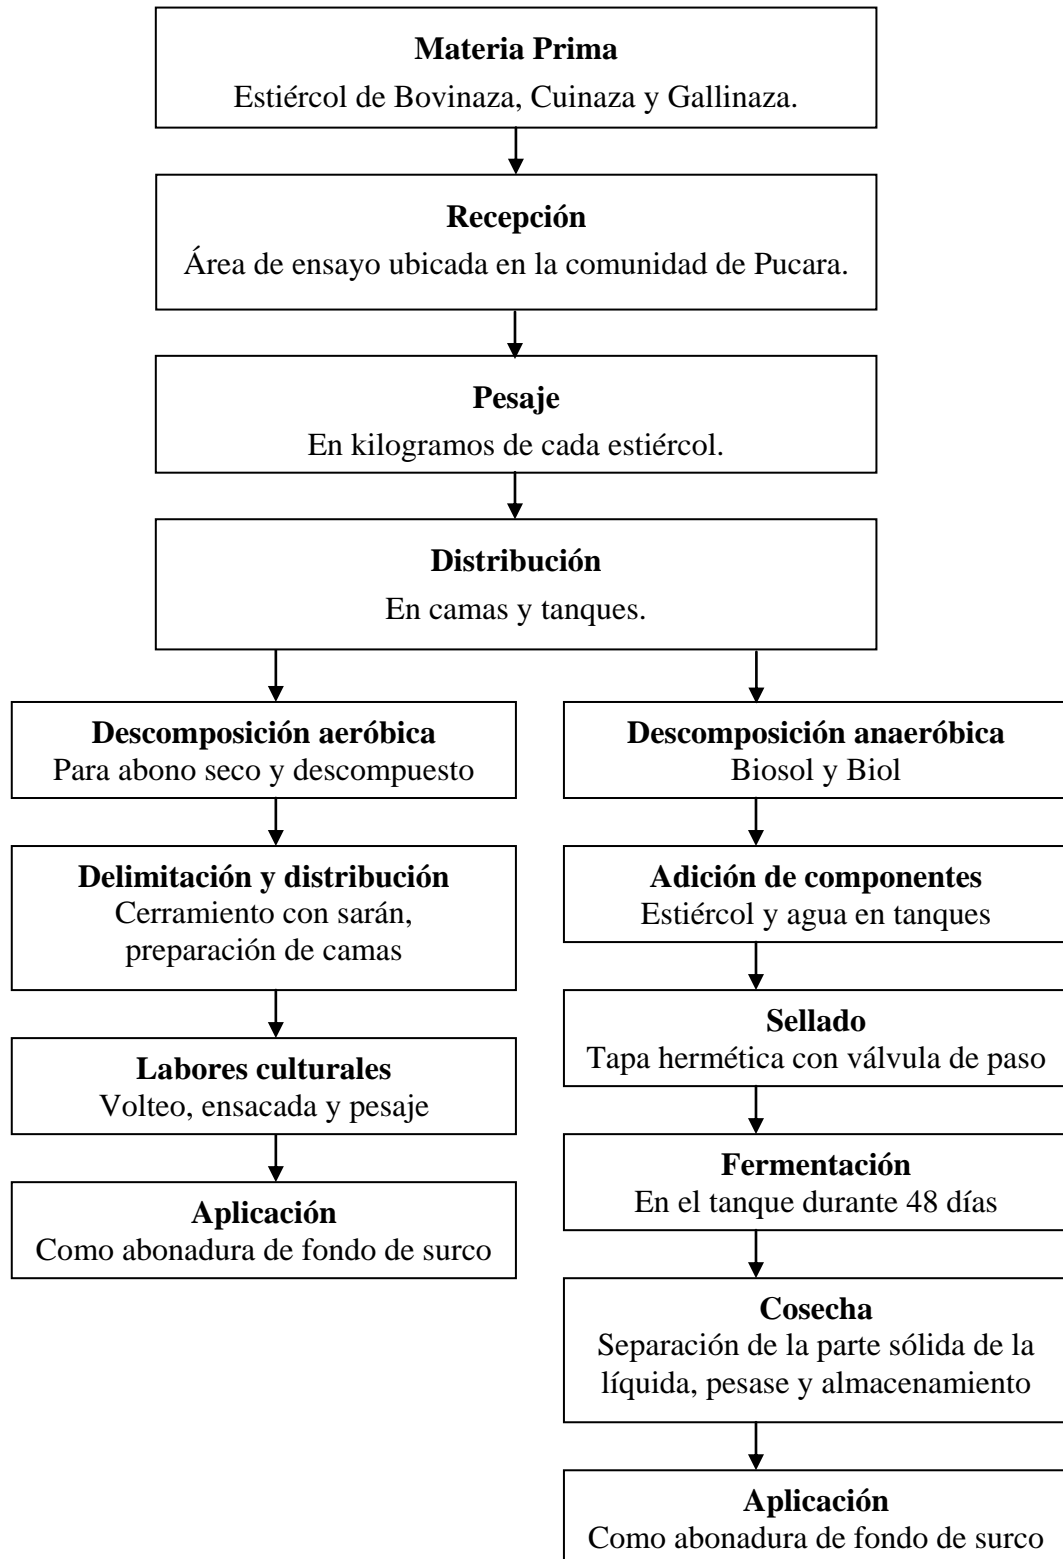 Materia Prima
Estiércol de Bovinaza, Cuinaza y Gallinaza.
Recepción
Área de ensayo ubicada en la comunidad de Pucara.
Pesaje
En kilogramos de cada estiércol.
Distribución
En camas y tanques.
Descomposición aeróbica
Para abono seco y descompuesto
Delimitación y distribución
Cerramiento con sarán,
preparación de camas
Labores culturales
Volteo, ensacada y pesaje
Aplicación
Como abonadura de fondo de surco
Descomposición anaeróbica
Biosol y Biol
Adición de componentes
Estiércol y agua en tanques
Sellado
Tapa hermética con válvula de paso
Fermentación
En el tanque durante 48 días
Cosecha
Separación de la parte sólida de la
líquida, pesase y almacenamiento
Aplicación
Como abonadura de fondo de surco